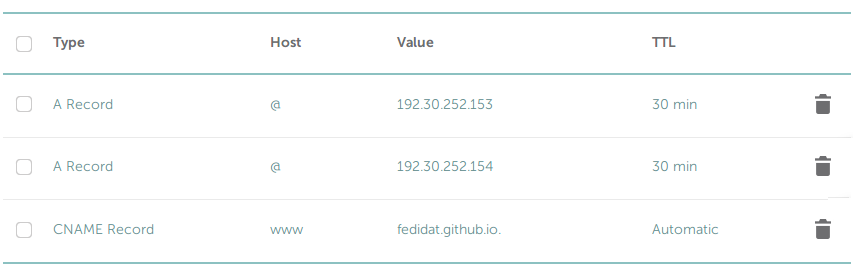 Type Host Value TTL
A Record @ 192.30.252.153 30 min
A Record @ 192.30.252.154 30 min
CNAME Record www fedidat.github.io. Automatic